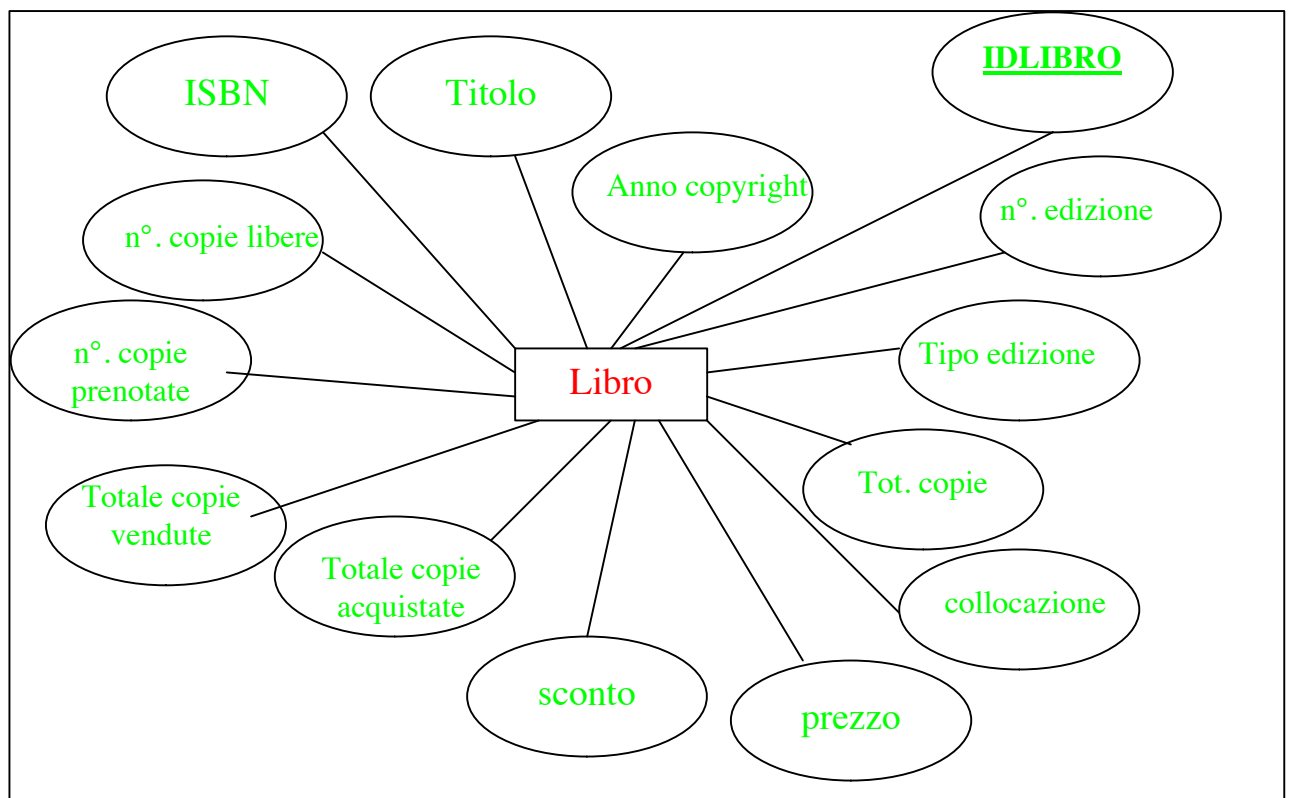 IDLIBRO
ISBN
Titolo
Anno copyright
n°. edizione
n°. copie libere
n°. copie
prenotate
Tipo edizione
Libro
Tot. copie
Totale copie
vendute
Totale copie
acquistate
collocazione
sconto
prezzo